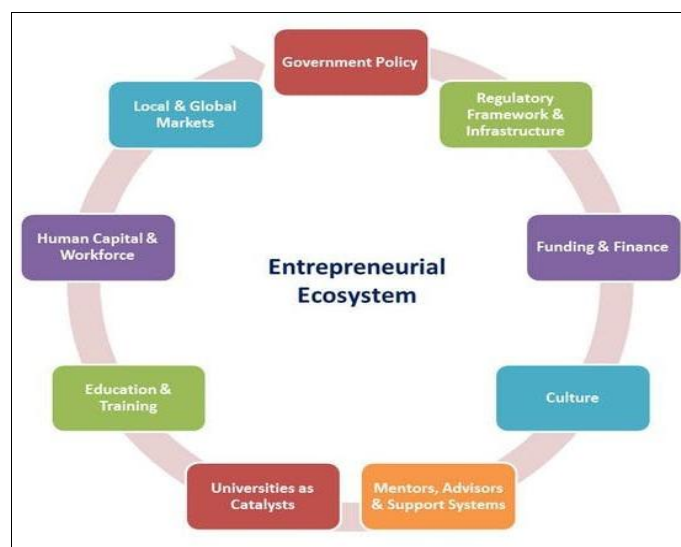 Government Policy
Regulatory
Framework &
Infrastructure
Funding & Finance
Culture
Mentors, Advisors
& Support Systems
Universities as
Catalysts
Education &
Training
Human Capital &
Workforce
Local & Global
Markets
Entrepreneurial
Ecosystem